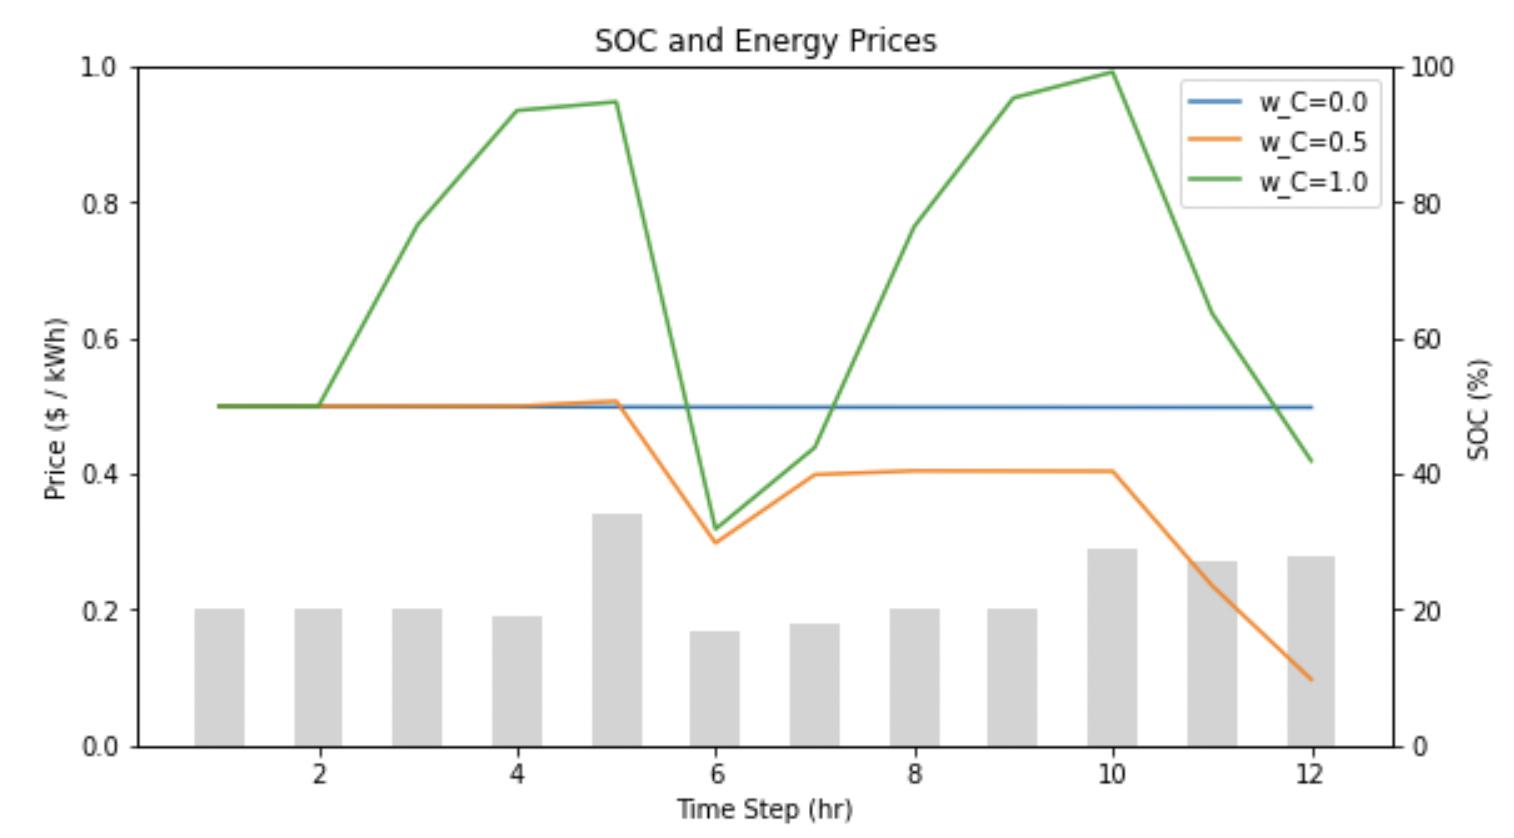 SOC and Energy Prices
1.0
0.8
0.6
0.4
0.2
0.0
Price ($ / kWh)
100
80
60
40
20
0
SOC (%)
w_C=0.0
w_C=0.5
w_C=1.0
2 4 6 8 10 12
Time Step (hr)